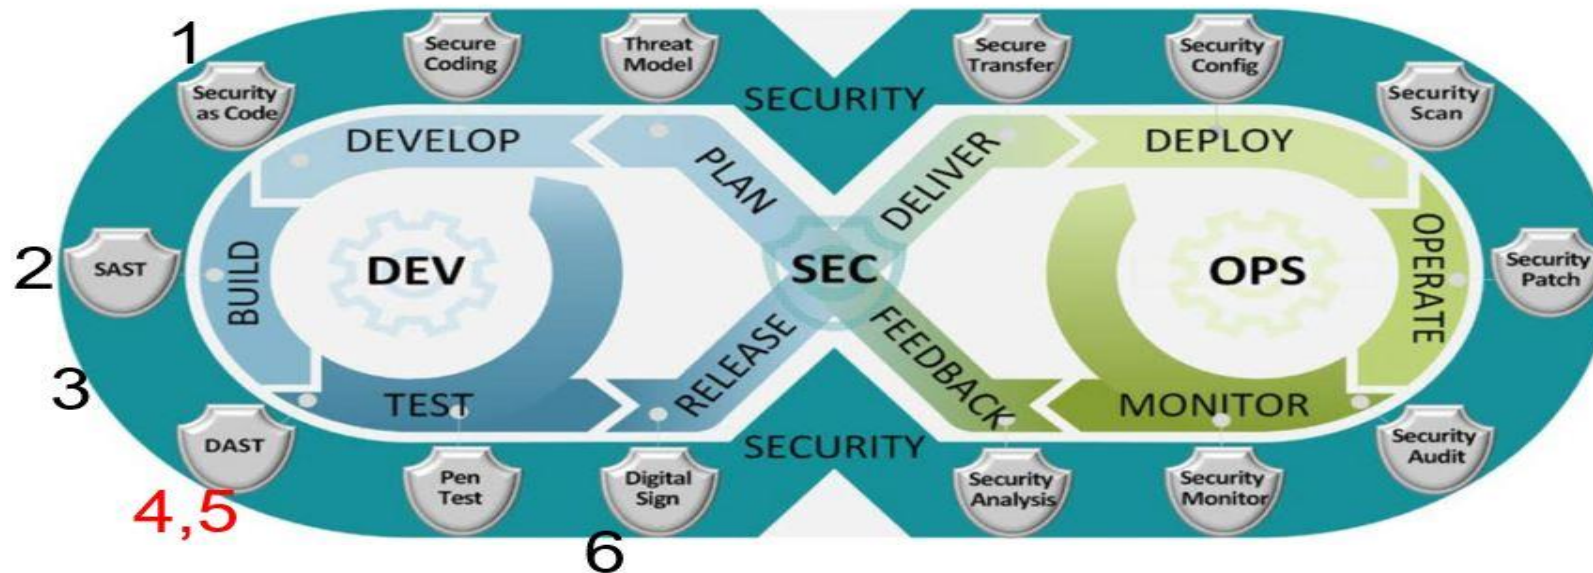 1
Secure
Coding
Threat
Model
Secure
Transfer
Security
Config
Security
as Code
SECURITY
Security
Scan
DEVELOP
PLAN
DELIVER
DEPLOY
2
SAST
BUILD
DEV
SEC
OPS
OPERATE
Security
Patch
3
TEST
RELEASE
FEEDBACK
MONITOR
DAST
SECURITY
Security
Audit
4,5
Pen
Test
Digital
Sign
Security
Analysis
Security
Monitor
6